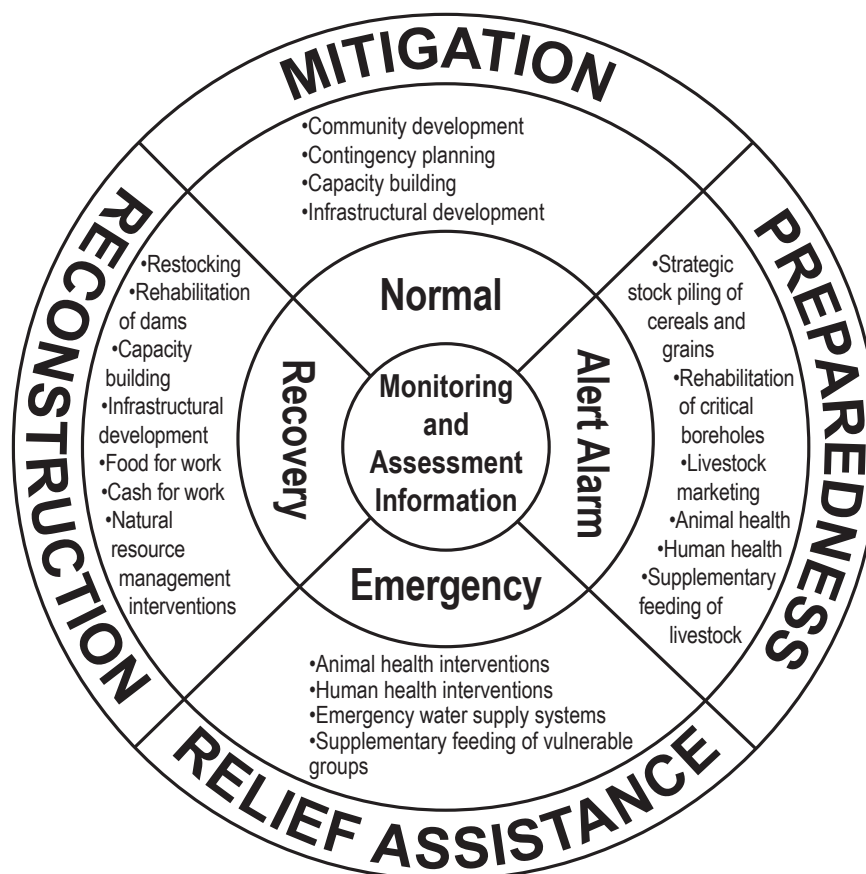 MITIGATION
•Community development
•Contingency planning
•Capacity building
•Infrastructural development
Normal
PREPAREDNESS
•Strategic
stock piling of
cereals and
grains
•Rehabilitation
of critical
boreholes
•Livestock
marketing
•Animal health
•Human health
•Supplementary
feeding of
livestock
Alert Alarm
RELIEF ASSISTANCE
Emergency
•Animal health interventions
•Human health interventions
•Emergency water supply systems
•Supplementary feeding of vulnerable
groups
RECONSTRUCTION
•Restocking
•Rehabilitation
of dams
•Capacity
building
•Infrastructural
development
•Food for work
•Cash for work
•Natural
resource
management
interventions
Recovery
Monitoring
and
Assessment
Information